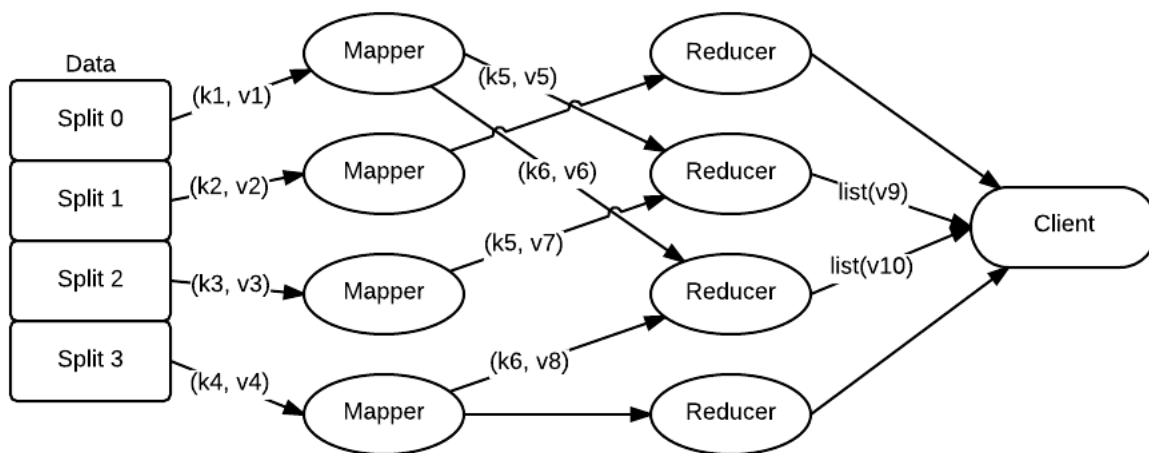 Data
Split 0
Split 1
Split 2
Split 3
(k1, v1)
(k2, v2)
(k3, v3)
(k4, v4)
Mapper
Mapper
Mapper
Mapper
(k5, v5)
(k6, v6)
(k5, v7)
(k6, v8)
Reducer
Reducer
Reducer
Reducer
list(v9)
list(v10)
Client